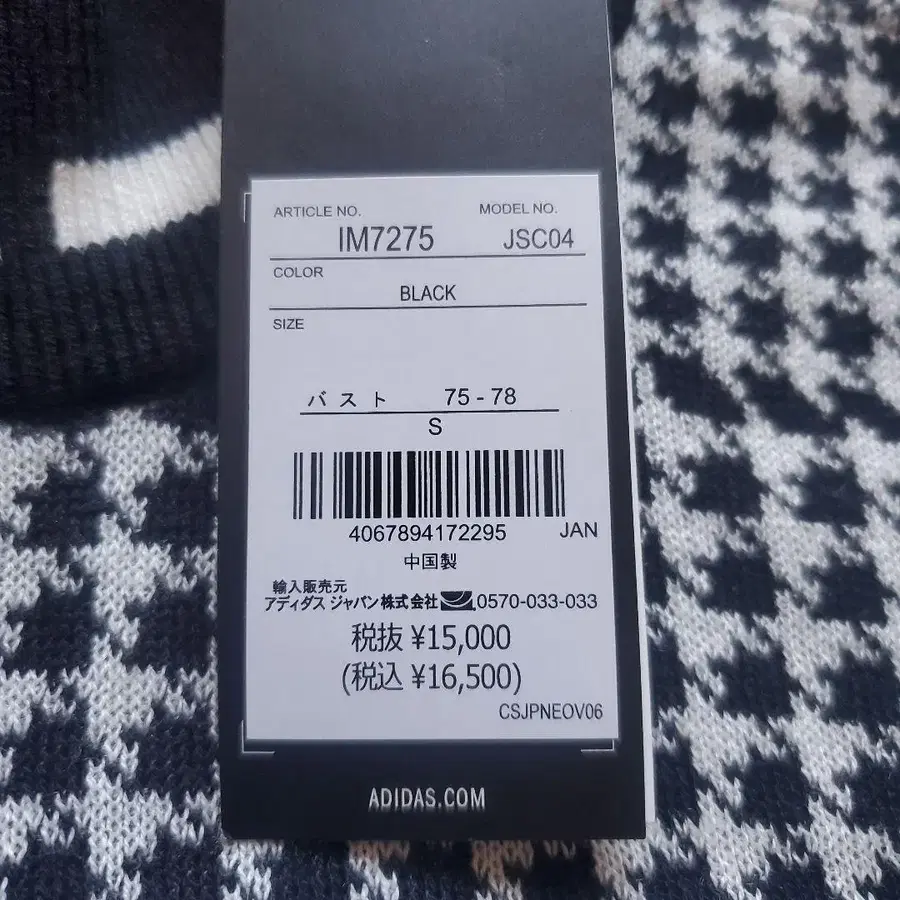 ARTICLE NO. MODEL NO.
IM7275 JSC04
COLOR
BLACK
SIZE
バスト 75-78
S
4067894172295 JAN
中国製
輸入販売元
アディダス ジャパン株式会社 0570-033-033
税抜 ¥15,000
(税込 ¥16,500)
CSJPNEOV06
ADIDAS.COM